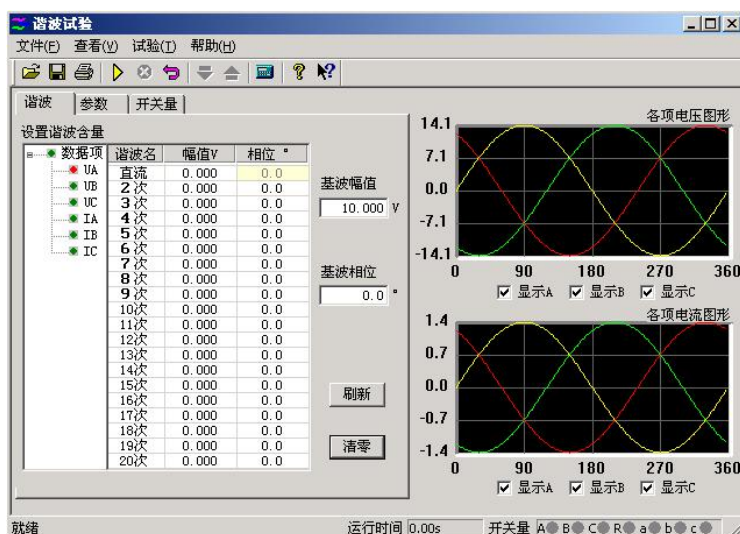 谐波试验
文件(F) 查看(V) 试验(T) 帮助(H)
谐波 参数 开关量
设置谐波含量
数据项
UA
UB
UC
IA
IB
IC
谐波名 幅值V 相位 °
直流 0.000 0.0
2次 0.000 0.0
3次 0.000 0.0
4次 0.000 0.0
5次 0.000 0.0
6次 0.000 0.0
7次 0.000 0.0
8次 0.000 0.0
9次 0.000 0.0
10次 0.000 0.0
11次 0.000 0.0
12次 0.000 0.0
13次 0.000 0.0
14次 0.000 0.0
15次 0.000 0.0
16次 0.000 0.0
17次 0.000 0.0
18次 0.000 0.0
19次 0.000 0.0
20次 0.000 0.0
基波幅值
10.000 V
基波相位
0.0 °
刷新
清零
各项电压图形
14.1
7.1
0.0
-7.1
-14.1
0 90 180 270 360
显示A 显示B 显示C
各项电流图形
1.4
0.7
0.0
-0.7
-1.4
0 90 180 270 360
显示A 显示B 显示C
就绪 运行时间 0.00s 开关量 A B C R a b c